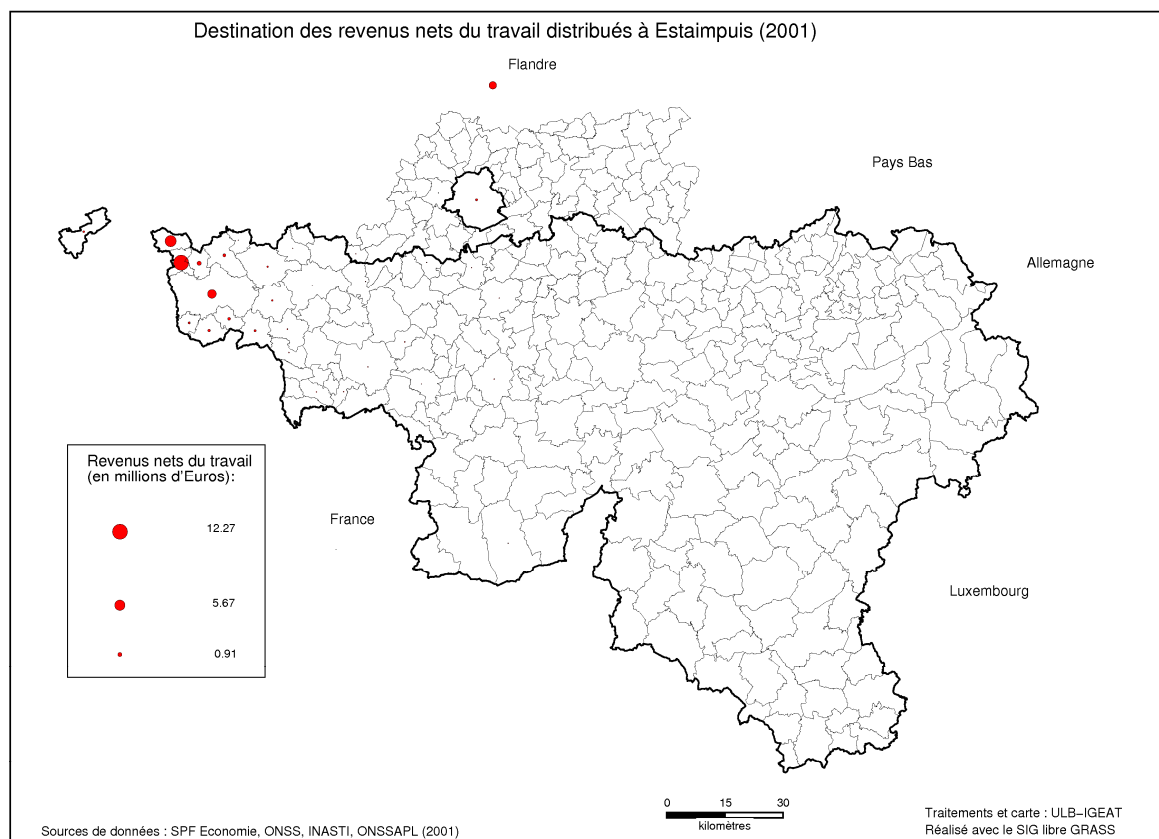 Destination des revenus nets du travail distribués à Estaimpuis (2001)
Flandre
Pays Bas
Allemagne
Revenus nets du travail
(en millions d'Euros):
12.27
5.67
0.91
France
Luxembourg
0 15 30
kilomètres
Sources de données : SPF Economie, ONSS, INASTI, ONSSAPL (2001)
Traitements et carte : ULB-IGEAT
Réalisé avec le SIG libre GRASS